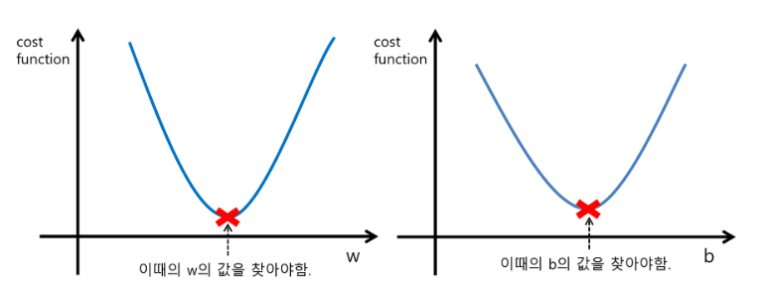 cost
function
w
이때의 w의 값을 찾아야함.
cost
function
b
이때의 b의 값을 찾아야함.